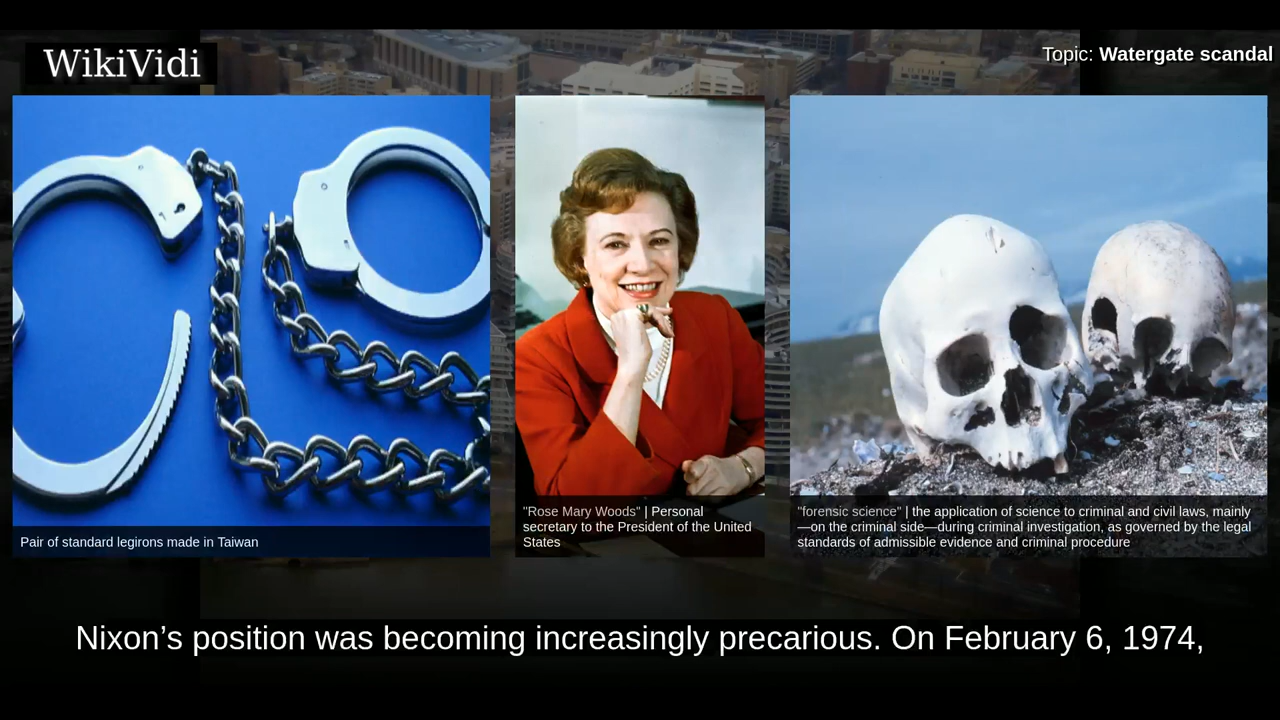 WikiVidi
Topic: Watergate scandal
Pair of standard legirons made in Taiwan
"Rose Mary Woods" | Personal
secretary to the President of the United
States
"forensic science" | the application of science to criminal and civil laws, mainly
—on the criminal side—during criminal investigation, as governed by the legal
standards of admissible evidence and criminal procedure
Nixon’s position was becoming increasingly precarious. On February 6, 1974,